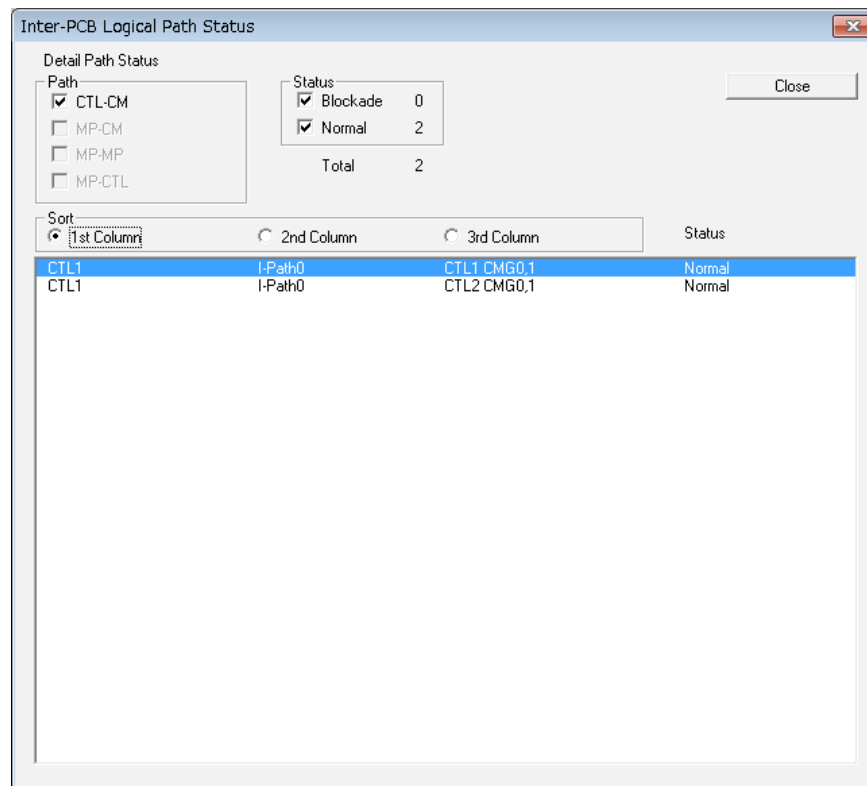 Inter-PCB Logical Path Status
Detail Path Status
Path
CTL-CM
MP-CM
MP-MP
MP-CTL
Status
Blockade 0
Normal 2
Total 2
Close
Sort
1st Column 2nd Column 3rd Column Status
CTL1 I-Path0 CTL1 CMG0,1 Normal
CTL1 I-Path0 CTL2 CMG0,1 Normal